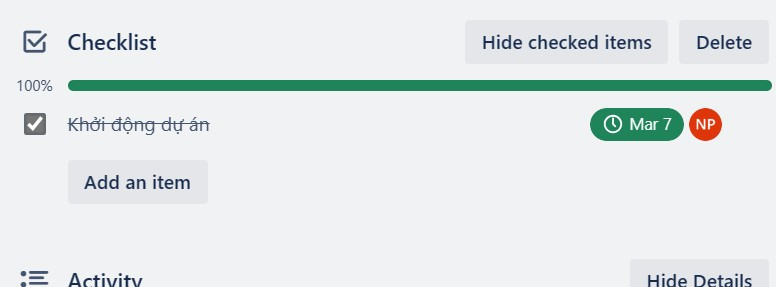 Checklist
Hide checked items
Delete
100%
Khởi động dự án
Mar 7
NP
Add an item
Activity
Hide Details